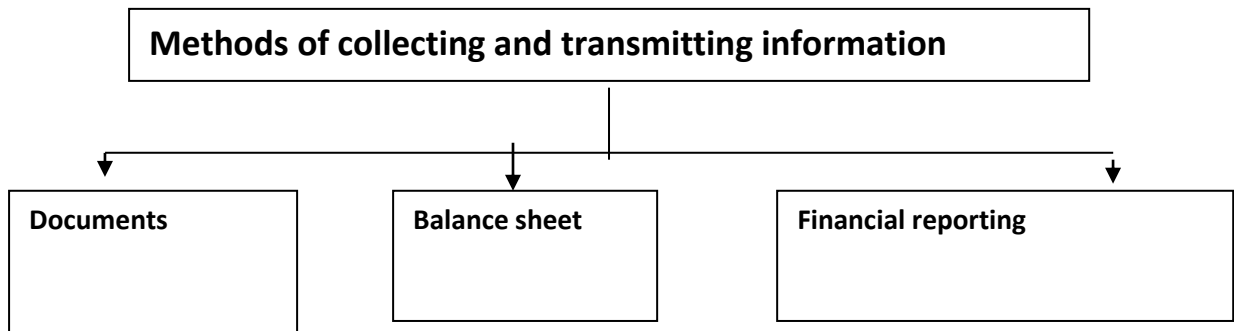 Methods of collecting and transmitting information
Documents
Balance sheet
Financial reporting